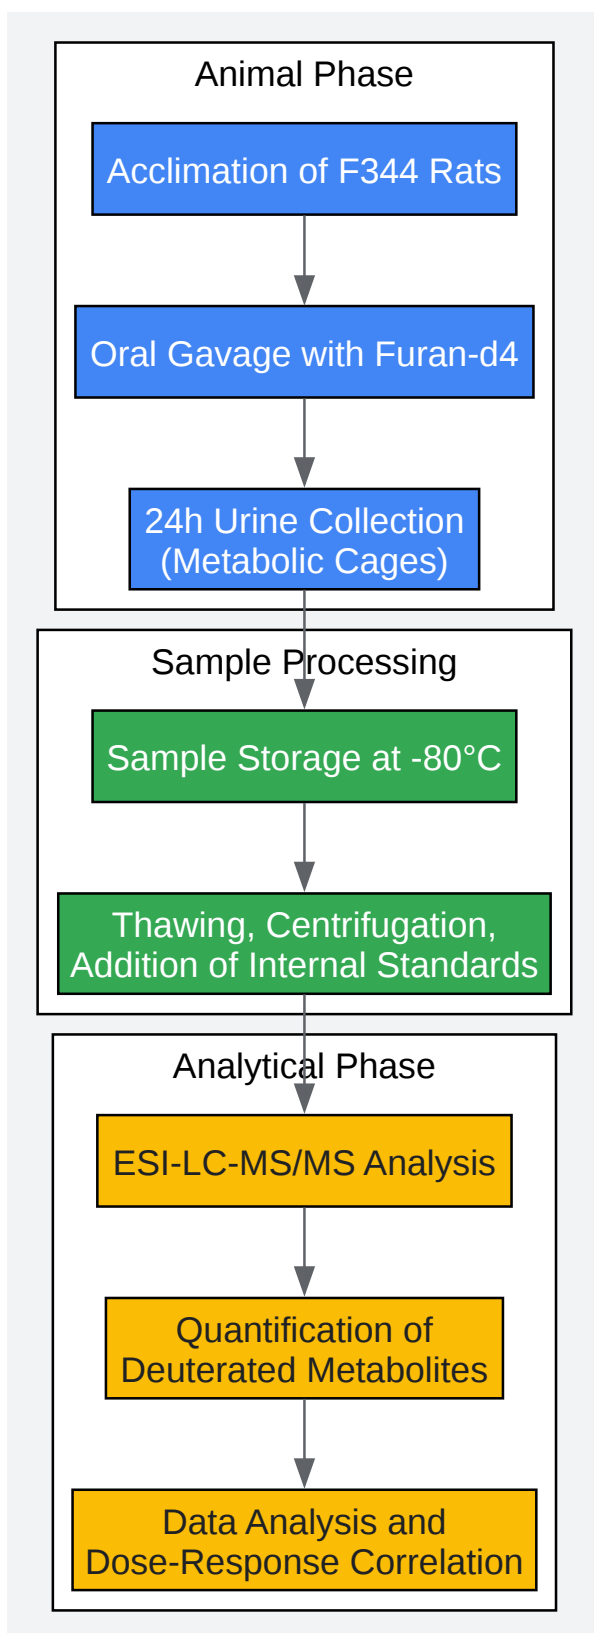 Animal Phase
Acclimation of F344 Rats
Oral Gavage with Furan-d4
24h Urine Collection
(Metabolic Cages)
Sample Processing
Sample Storage at -80°C
Thawing, Centrifugation,
Addition of Internal Standards
Analytical Phase
ESI-LC-MS/MS Analysis
Quantification of
Deuterated Metabolites
Data Analysis and
Dose-Response Correlation